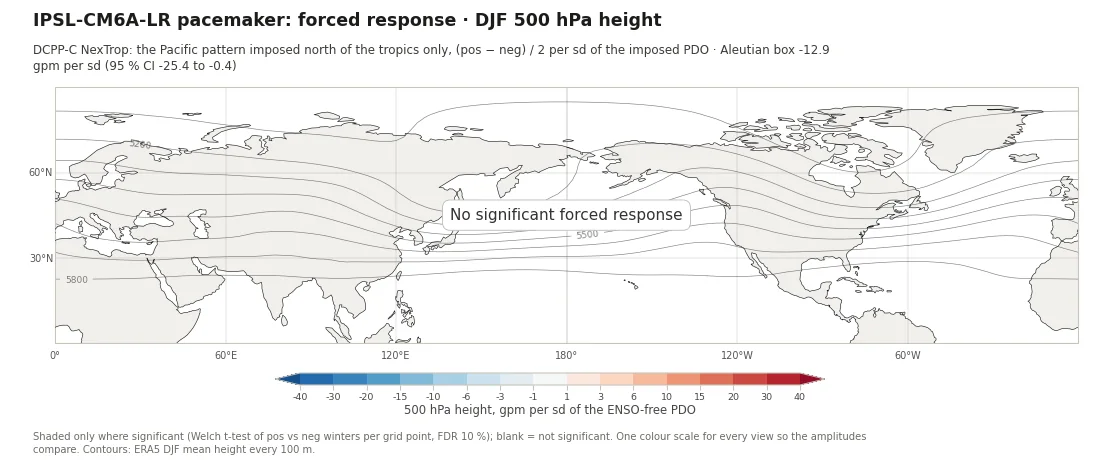 IPSL-CM6A-LR pacemaker: forced response · DJF 500 hPa height
DCPP-C NexTrop: the Pacific pattern imposed north of the tropics only, (pos − neg) / 2 per sd of the imposed PDO · Aleutian box -12.9
gpm per sd (95 % CI -25.4 to -0.4)
5260
60°N
No significant forced response
5500
30°N
5800
0° 60°E 120°E 180° 120°W 60°W
-40 -30 -20 -15 -10 -6 -3 -1 1 3 6 10 15 20 30 40
500 hPa height, gpm per sd of the ENSO-free PDO
Shaded only where significant (Welch t-test of pos vs neg winters per grid point, FDR 10 %); blank = not significant. One colour scale for every view so the amplitudes
compare. Contours: ERA5 DJF mean height every 100 m.